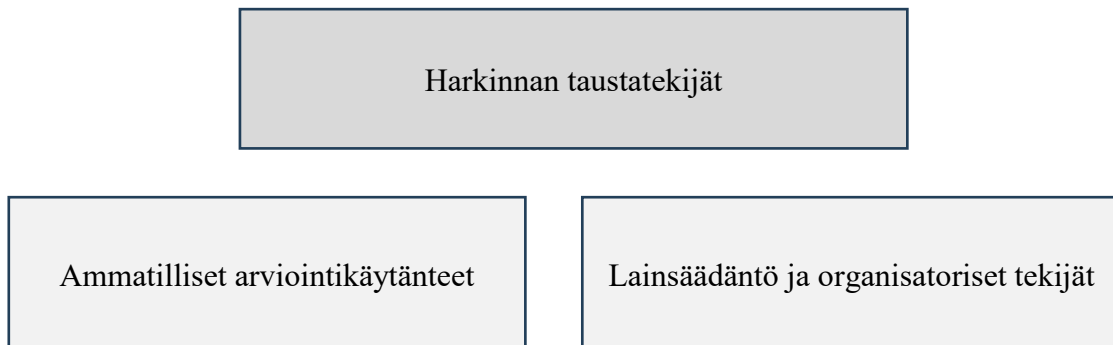 Harkinnan taustatekijät
Ammatilliset arviointikäytänteet
Lainsäädäntö ja organisatoriset tekijät